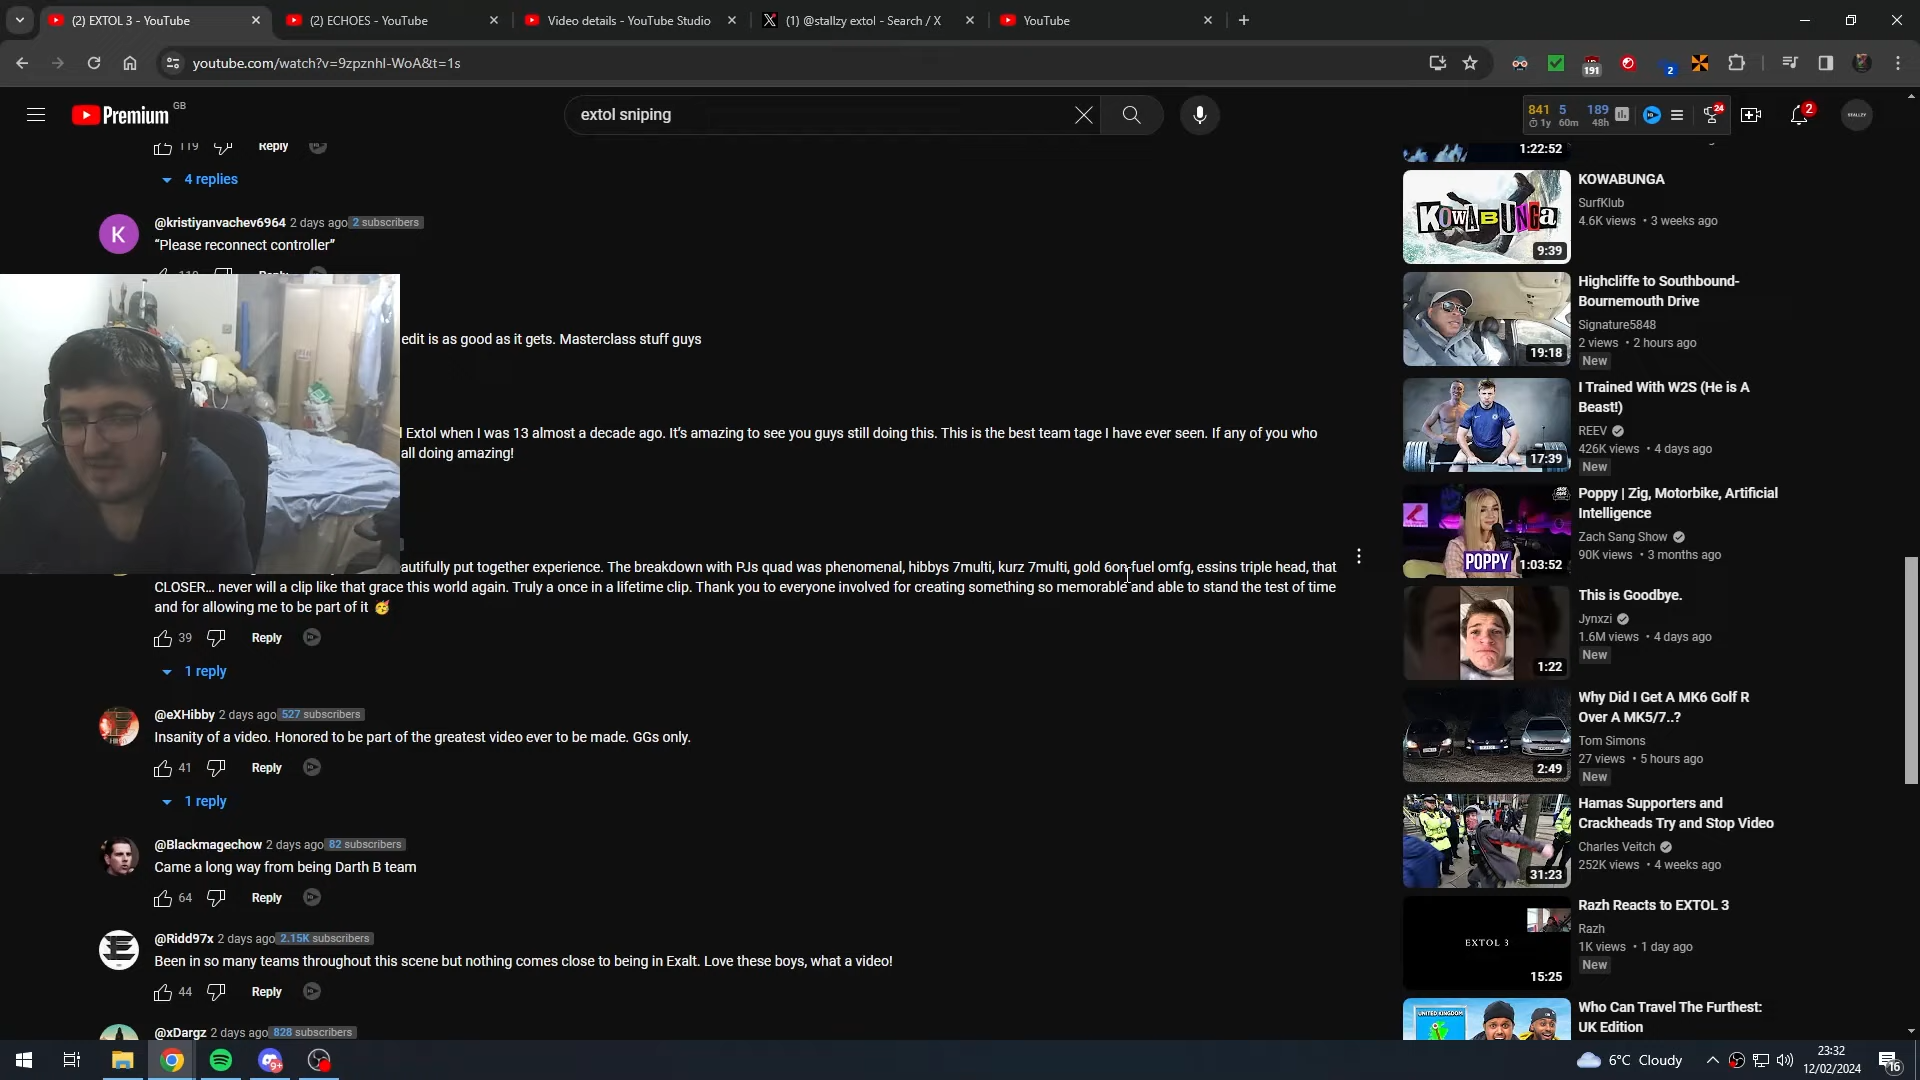 (2) EXTOL 3 - YouTube
(2) ECHOES - YouTube
Video details - YouTube Studio
(1) @stallzy extol - Search / X
YouTube
youtube.com/watch?v=9zpznhI-WoA&t=1s
191
2
Premium GB
extol sniping
841 5 189
1y 60m 48h
24
2
119 Reply
4 replies
@kristiyanvachev6964 2 days ago 2 subscribers
“Please reconnect controller”
edit is as good as it gets. Masterclass stuff guys
l Extol when I was 13 almost a decade ago. It's amazing to see you guys still doing this. This is the best team tage I have ever seen. If any of you who
all doing amazing!
autifully put together experience. The breakdown with PJs quad was phenomenal, hibbys 7multi, kurz 7multi, gold 6on fuel omfg, essins triple head, that
CLOSER… never will a clip like that grace this world again. Truly a once in a lifetime clip. Thank you to everyone involved for creating something so memorable and able to stand the test of time
and for allowing me to be part of it 🥳
39 Reply
1 reply
@eXHibby 2 days ago 527 subscribers
Insanity of a video. Honored to be part of the greatest video ever to be made. GGs only.
41 Reply
1 reply
@Blackmagechow 2 days ago 82 subscribers
Came a long way from being Darth B team
64 Reply
@Ridd97x 2 days ago 2.15K subscribers
Been in so many teams throughout this scene but nothing comes close to being in Exalt. Love these boys, what a video!
44 Reply
@xDargz 2 days ago 828 subscribers
1:22:52
KOWABUNGA
SurfKlub
4.6K views • 3 weeks ago
KOWABUNGA
9:39
Highcliffe to Southbound-
Bournemouth Drive
Signature5848
2 views • 2 hours ago
New
19:18
I Trained With W2S (He is A
Beast!)
REEV
426K views • 4 days ago
New
17:39
Poppy | Zig, Motorbike, Artificial
Intelligence
Zach Sang Show
90K views • 3 months ago
POPPY
1:03:52
This is Goodbye.
Jynxzi
1.6M views • 4 days ago
New
1:22
Why Did I Get A MK6 Golf R
Over A MK5/7..?
Tom Simons
27 views • 5 hours ago
New
2:49
Hamas Supporters and
Crackheads Try and Stop Video
Charles Veitch
252K views • 4 weeks ago
31:23
Razh Reacts to EXTOL 3
Razh
1K views • 1 day ago
New
EXTOL 3
15:25
Who Can Travel The Furthest:
UK Edition
UNITED KINGDOM
9+
6°C Cloudy
23:32
12/02/2024
16